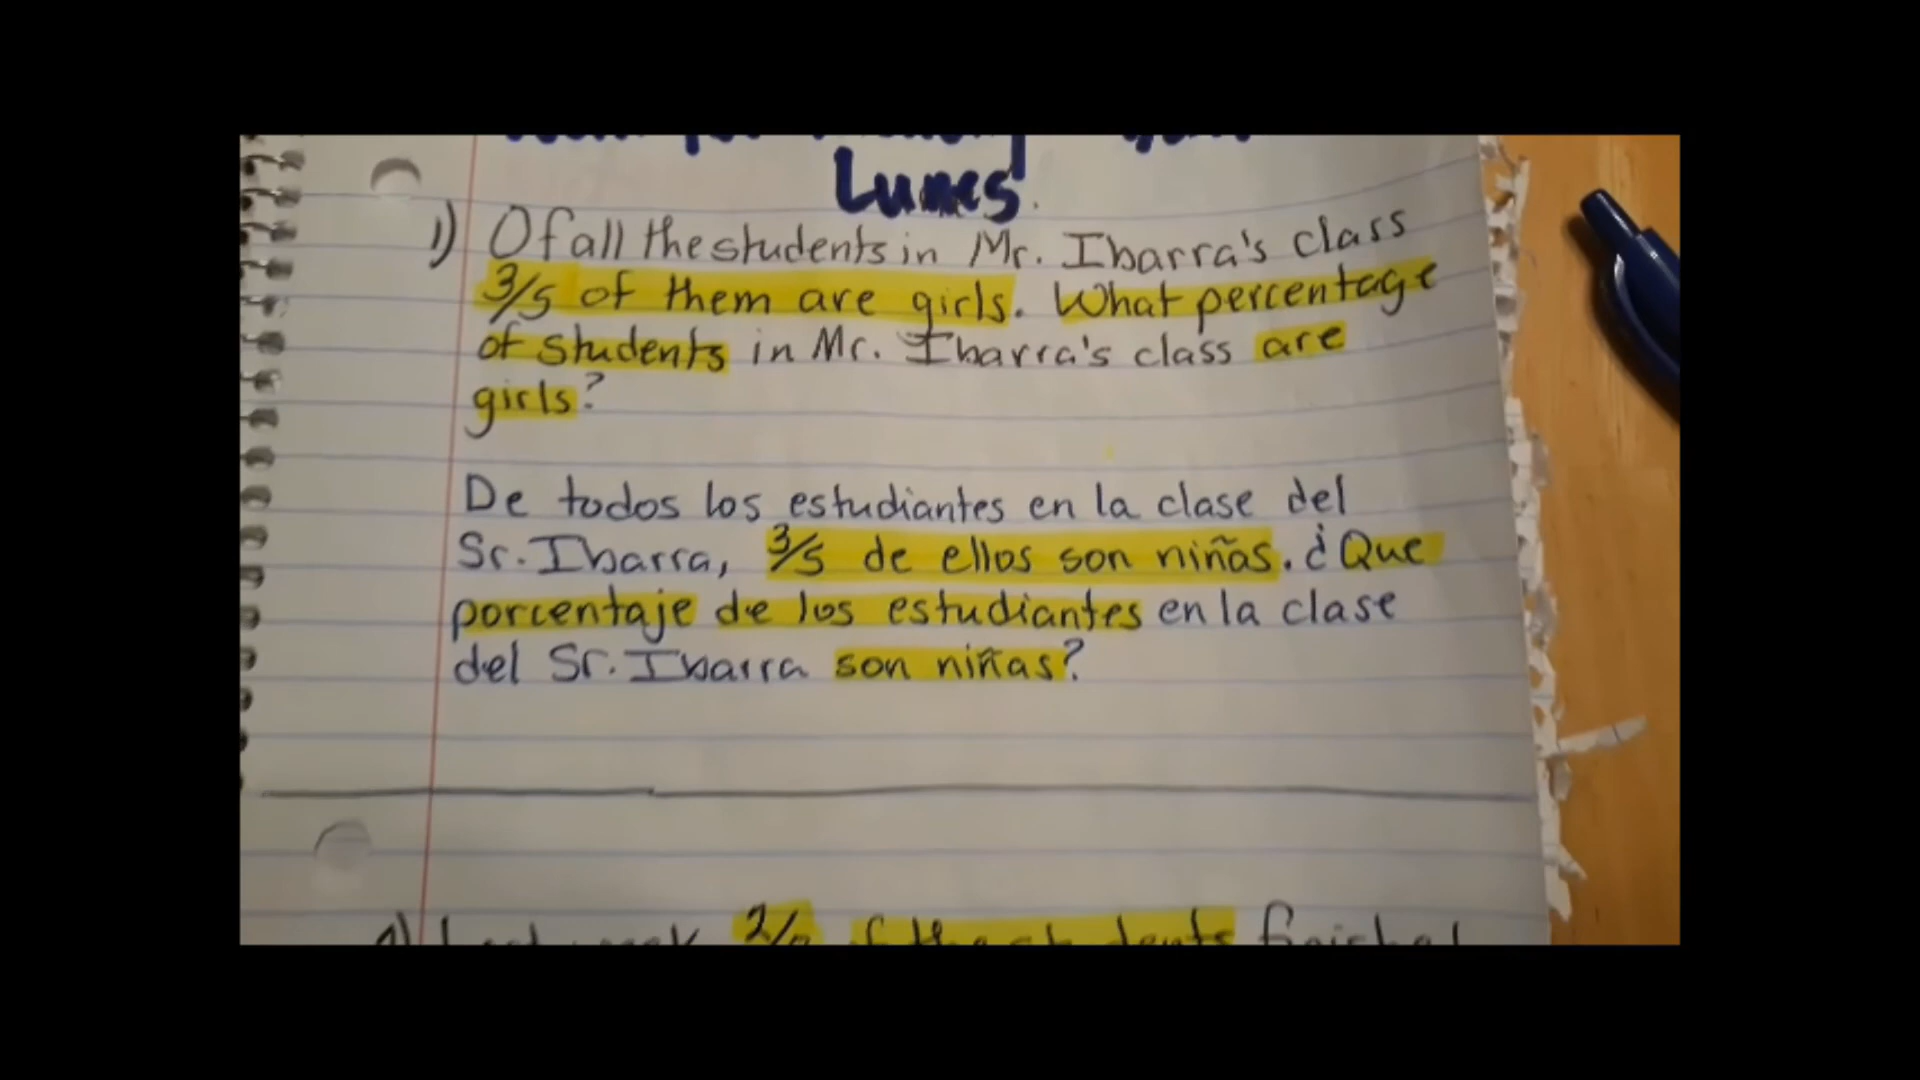 Lunes
1) Of all the students in Mr. Ibarra's class
3/5 of them are girls. What percentage
of students in Mr. Ibarra's class are
girls?
De todos los estudiantes en la clase del
Sr. Ibarra, 3/5 de ellos son niñas. ¿Que
porcentaje de los estudiantes en la clase
del Sr. Ibarra son niñas?